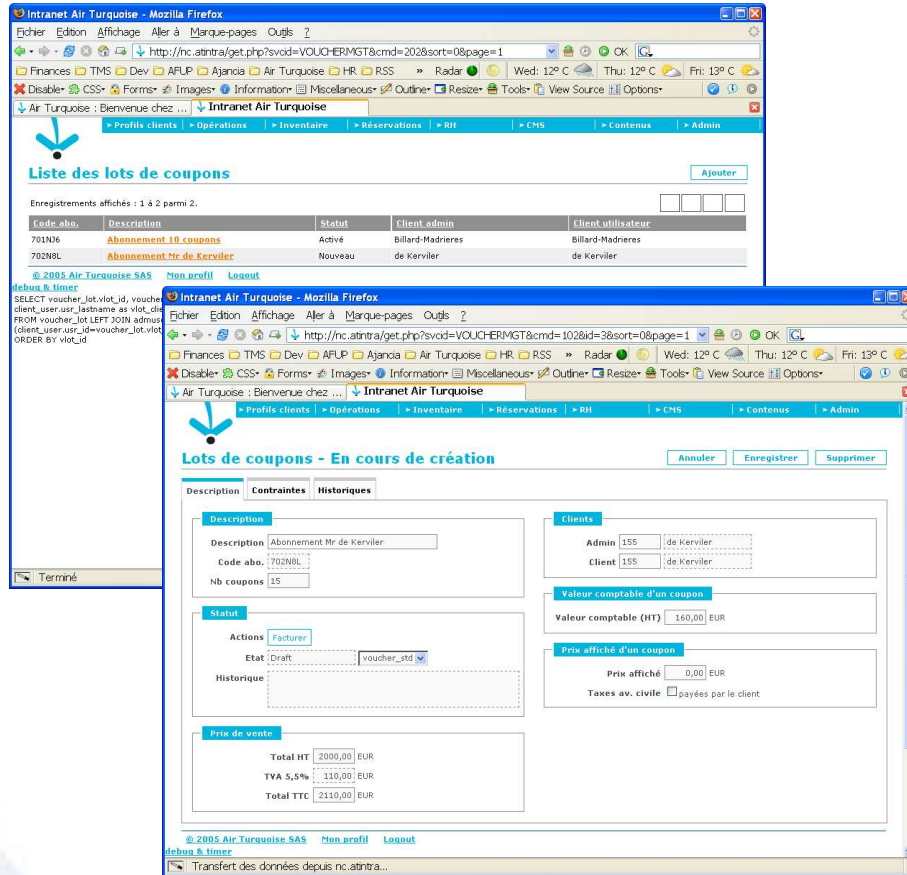 Intranet Air Turquoise - Mozilla Firefox
Fichier Edition Affichage Aller à Marque-pages Outils ?
http://nc.atintra/get.php?svcid=VOUCHERMGT&cmd=202&sort=0&page=1 OK
Finances TMS Dev AFUP Ajancia Air Turquoise HR RSS » Radar Wed: 12º C Thu: 12º C Fri: 13º C
Disable CSS Forms Images Information Miscellaneous Outline Resize Tools View Source Options
Air Turquoise : Bienvenue chez ... Intranet Air Turquoise
Profils clients Opérations Inventaire Réservations RH CMS Contenus Admin
Liste des lots de coupons Ajouter
Enregistrements affichés : 1 à 2 parmi 2.
Code abo. Description Statut Client admin Client utilisateur
701NJ6 Abonnement 10 coupons Activé Billard-Madrieres Billard-Madrieres
702N8L Abonnement Mr de Kerviler Nouveau de Kerviler de Kerviler
© 2005 Air Turquoise SAS Mon profil Logout
debug & timer
SELECT voucher_lot.vlot_id, voucher
client_user.usr_lastname as vlot_clie
FROM voucher_lot LEFT JOIN admuse
(client_user.usr_id=voucher_lot.vlot
ORDER BY vlot_id
Terminé
Intranet Air Turquoise - Mozilla Firefox
Fichier Edition Affichage Aller à Marque-pages Outils ?
http://nc.atintra/get.php?svcid=VOUCHERMGT&cmd=102&id=3&sort=0&page=1 OK
Finances TMS Dev AFUP Ajancia Air Turquoise HR RSS » Radar Wed: 12º C Thu: 12º C Fri: 13º C
Disable CSS Forms Images Information Miscellaneous Outline Resize Tools View Source Options
Air Turquoise : Bienvenue chez ... Intranet Air Turquoise
Profils clients Opérations Inventaire Réservations RH CMS Contenus Admin
Lots de coupons - En cours de création Annuler Enregistrer Supprimer
Description Contraintes Historiques
Description
Description Abonnement Mr de Kerviler
Code abo. 702N8L
Nb coupons 15
Statut
Actions Facturer
Etat Draft voucher_std
Historique
Prix de vente
Total HT 2000,00 EUR
TVA 5,5% 110,00 EUR
Total TTC 2110,00 EUR
Clients
Admin 155 de Kerviler
Client 155 de Kerviler
Valeur comptable d'un coupon
Valeur comptable (HT) 160,00 EUR
Prix affiché d'un coupon
Prix affiché 0,00 EUR
Taxes av. civile payées par le client
© 2005 Air Turquoise SAS Mon profil Logout
debug & timer
Transfert des données depuis nc.atintra...